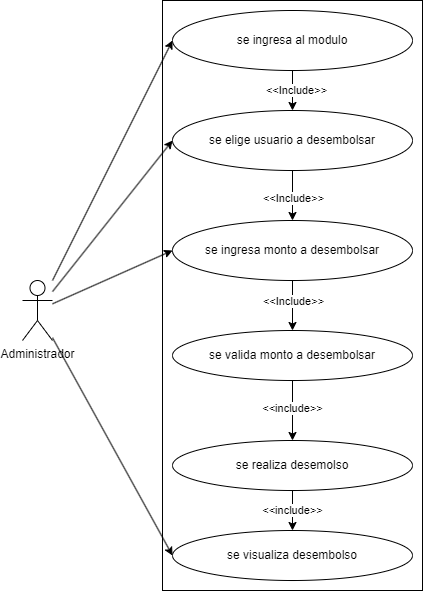 se ingresa al modulo
<<Include>>
se elige usuario a desembolsar
<<Include>>
se ingresa monto a desembolsar
<<Include>>
Administrador
se valida monto a desembolsar
<<include>>
se realiza desemolso
<<include>>
se visualiza desembolso